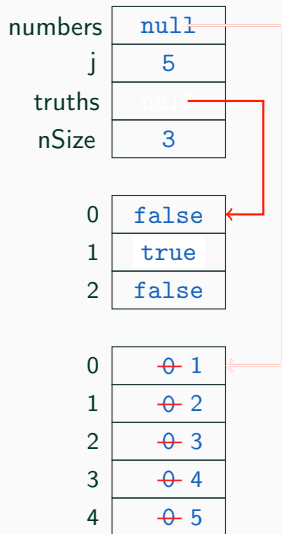 numbers null
j 5
truths null
nSize 3
0 false
1 true
2 false
0 0 1
1 0 2
2 0 3
3 0 4
4 0 5